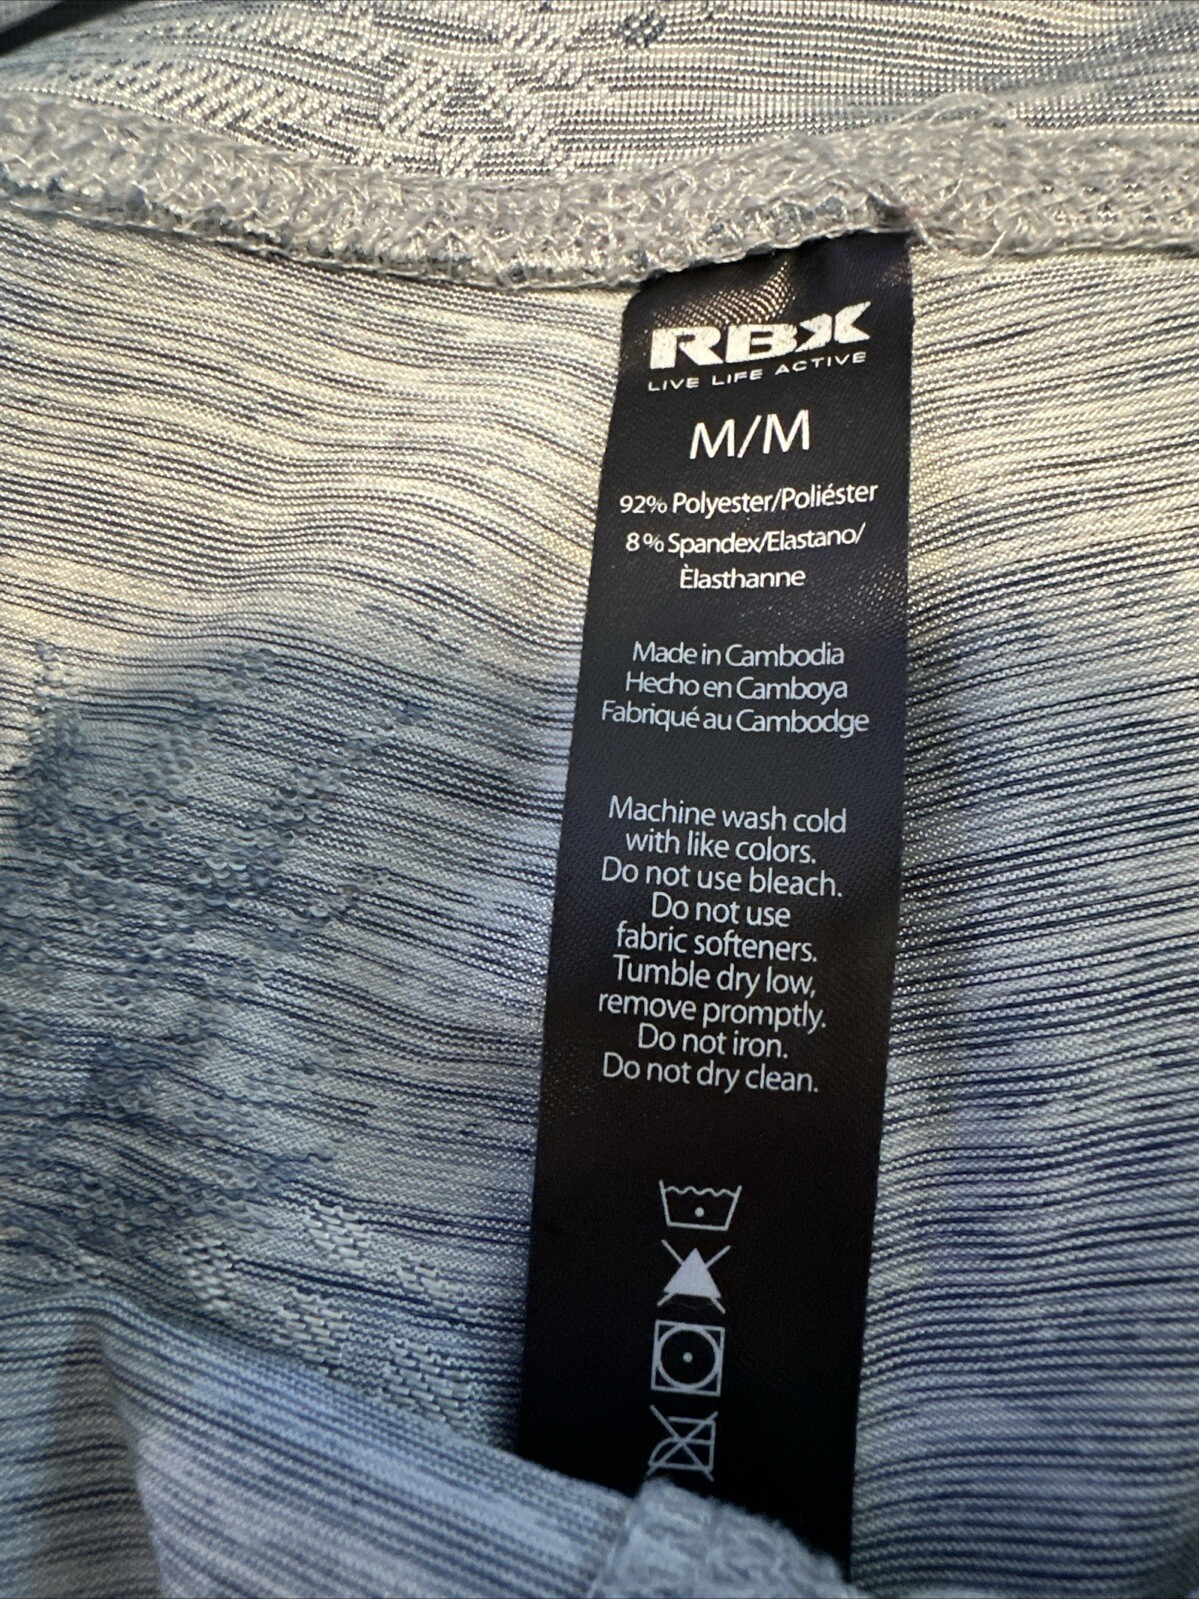 RBX
LIVE LIFE ACTIVE
M/M
92% Polyester/Poliéster
8% Spandex/Elastano/
Èlasthanne
Made in Cambodia
Hecho en Camboya
Fabriqué au Cambodge
Machine wash cold
with like colors.
Do not use bleach.
Do not use
fabric softeners.
Tumble dry low,
remove promptly.
Do not iron.
Do not dry clean.